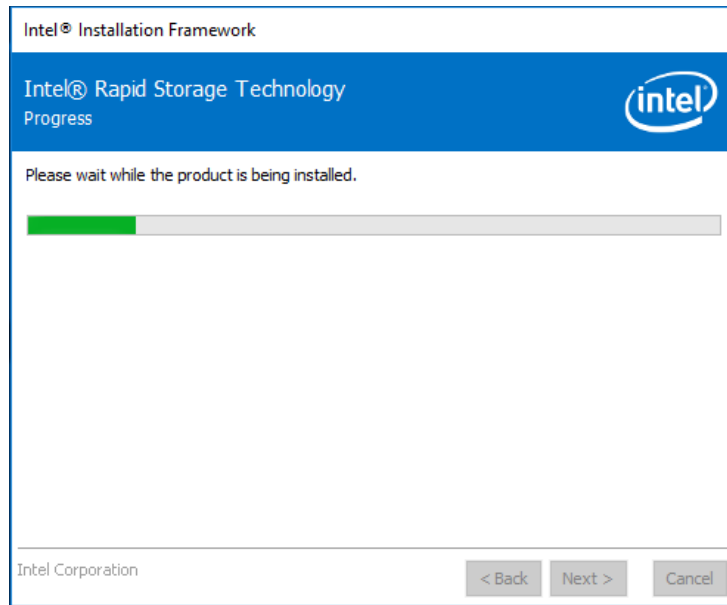 Intel® Installation Framework
Intel® Rapid Storage Technology
Progress
intel
Please wait while the product is being installed.
Intel Corporation
< Back
Next >
Cancel